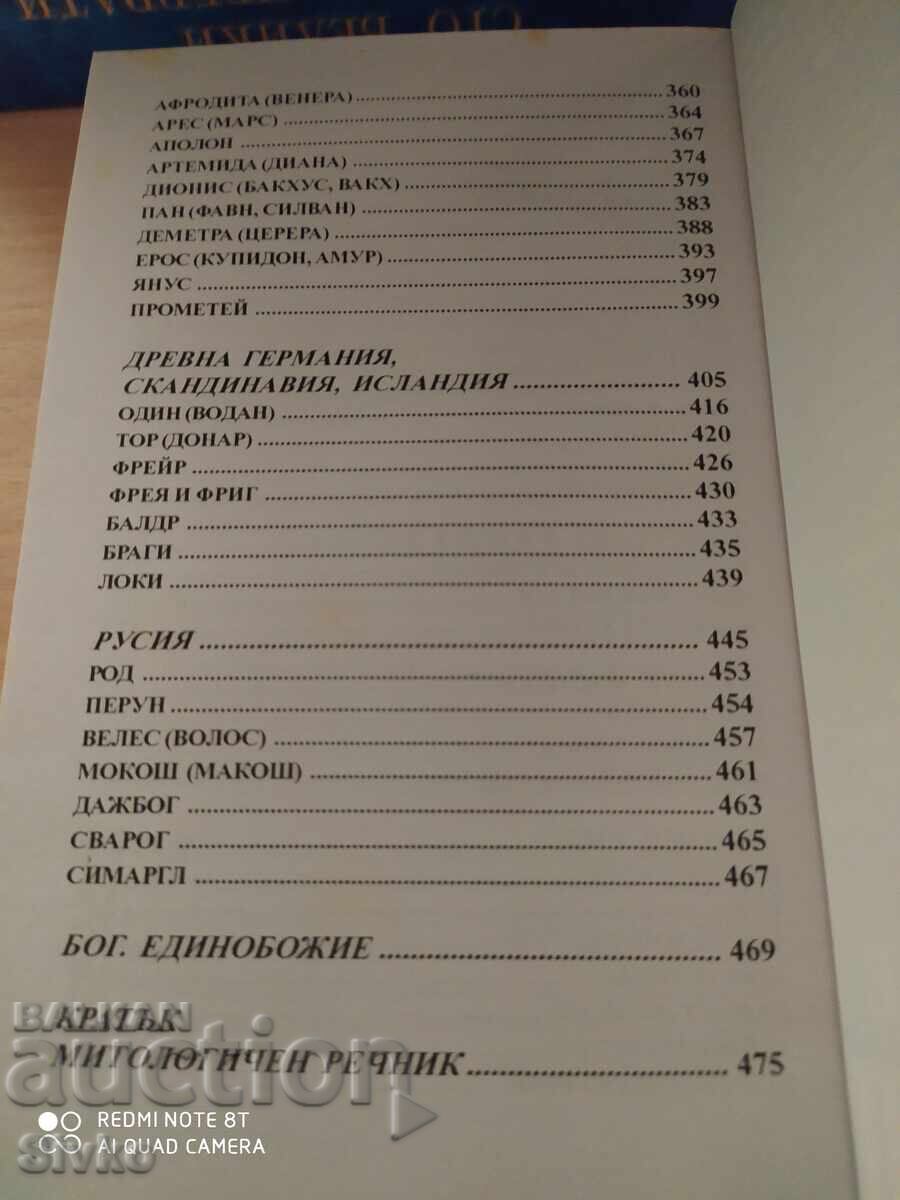 АФРОДИТА (ВЕНЕРА) 360
АРЕС (МАРС) 364
АПОЛОН 367
АРТЕМИДА (ДИАНА) 374
ДИОНИС (БАКХУС, ВАКХ) 379
ПАН (ФАВН, СИЛВАН) 383
ДЕМЕТРА (ЦЕРЕРА) 388
ЕРОС (КУПИДОН, АМУР) 393
ЯНУС 397
ПРОМЕТЕЙ 399
ДРЕВНА ГЕРМАНИЯ,
СКАНДИНАВИЯ, ИСЛАНДИЯ 405
ОДИН (ВОДАН) 416
ТОР (ДОНАР) 420
ФРЕЙР 426
ФРЕЯ И ФРИГ 430
БАЛДР 433
БРАГИ 435
ЛОКИ 439
РУСИЯ 445
РОД 453
ПЕРУН 454
ВЕЛЕС (ВОЛОС) 457
МОКОШ (МАКОШ) 461
ДАЖБОГ 463
СВАРОГ 465
СИМАРГЛ 467
БОГ. ЕДИНОБОЖИЕ 469
КРАТЪК
МИТОЛОГИЧЕН РЕЧНИК 475
BALKAN
auction
REDMI NOTE 8T
AI QUAD CAMERA
Sivko